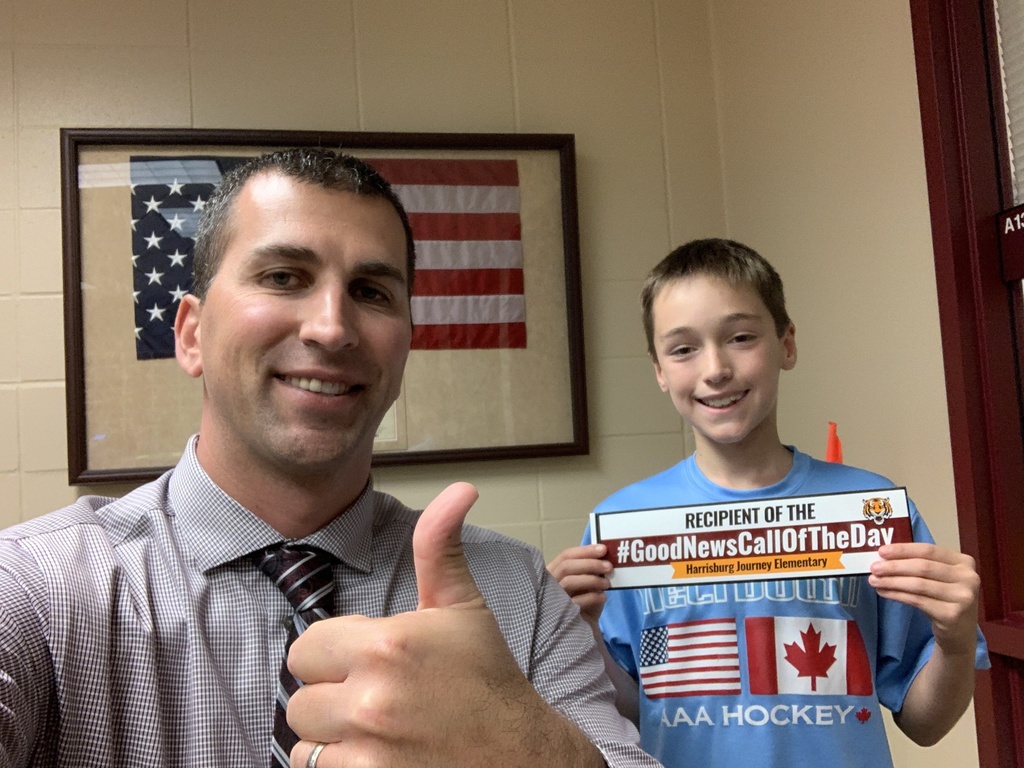 A13
RECIPIENT OF THE
#GoodNewsCallOfTheDay
Harrisburg Journey Elementary
AAA HOCKEY